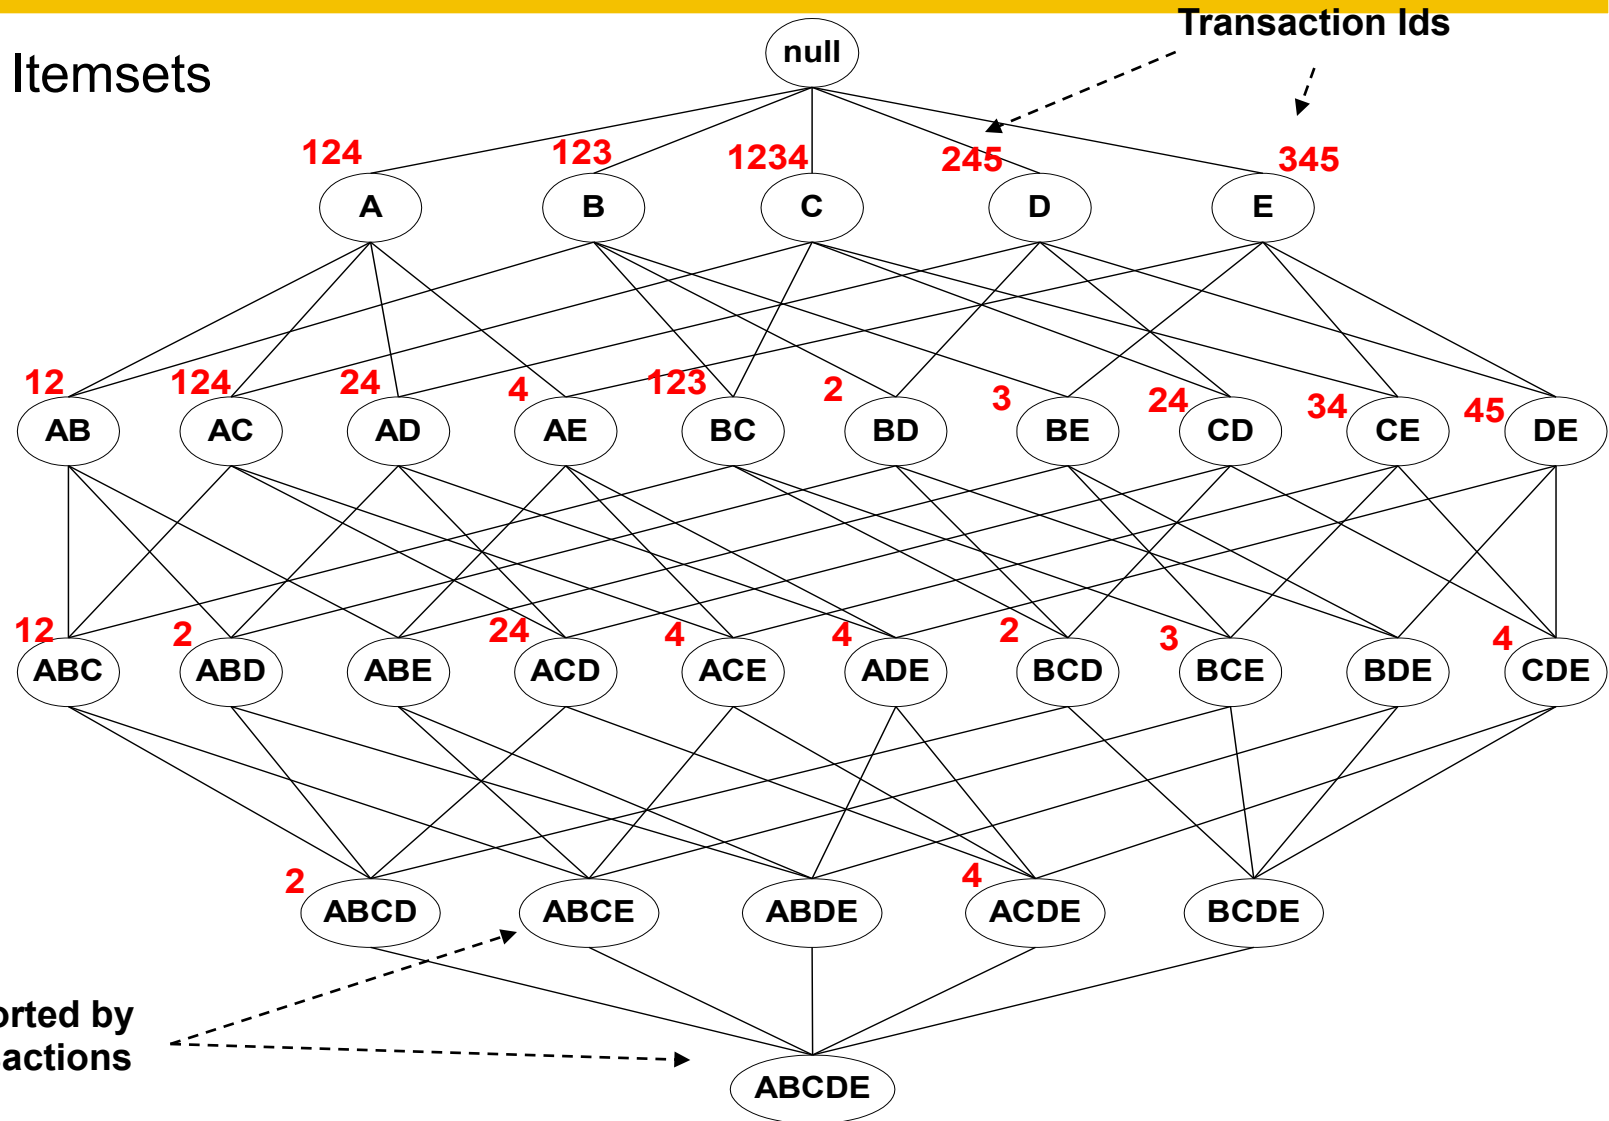 Transaction Ids
Itemsets
null
124 123 1234 245 345
A B C D E
12 124 24 4 123 2 3 24 34 45
AB AC AD AE BC BD BE CD CE DE
12 2 24 4 4 2 3 4
ABC ABD ABE ACD ACE ADE BCD BCE BDE CDE
2 4
ABCD ABCE ABDE ACDE BCDE
orted by
actions
ABCDE